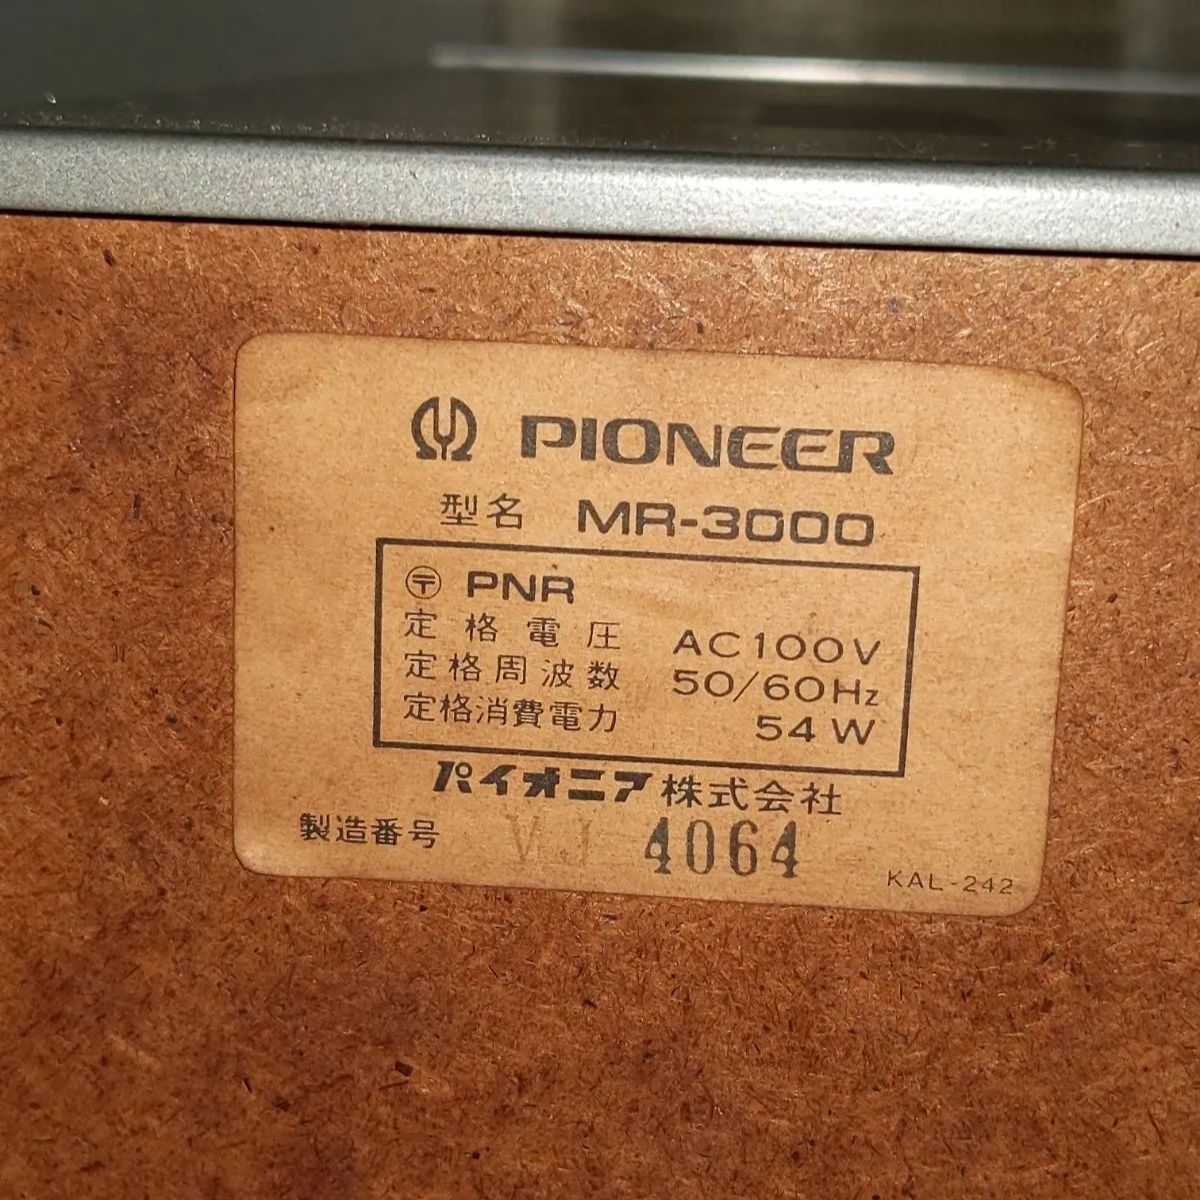 PIONEER
型名 MR-3000
〶 PNR
定格電圧 AC100V
定格周波数 50/60Hz
定格消費電力 54W
パイオニア株式会社
製造番号 VJ 4064
KAL-242